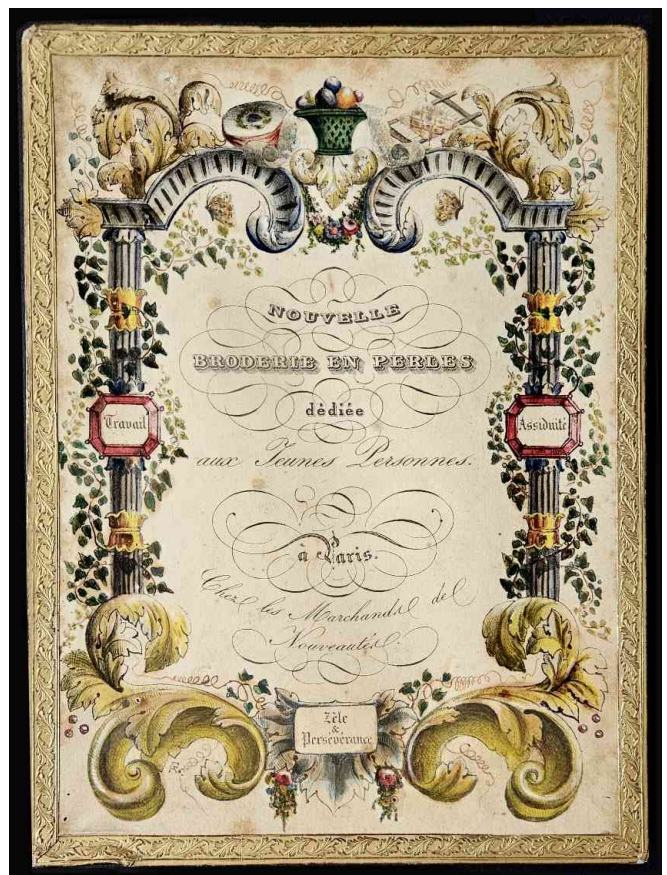 NOUVELLE
BRODERIE EN PERLES
dédiée
Travail
Assiduité
aux Jeunes Personnes.
à Paris.
Chez les Marchands de
Nouveautés.
Zèle
&
Persévérance